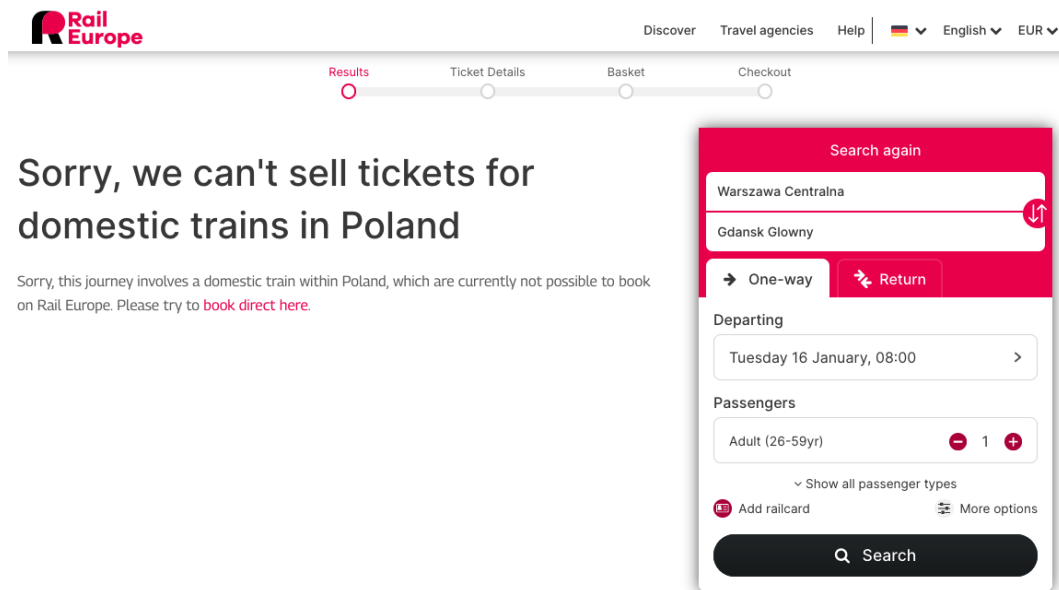 Rail
Europe
Discover Travel agencies Help English EUR
Results Ticket Details Basket Checkout
Sorry, we can't sell tickets for
domestic trains in Poland
Sorry, this journey involves a domestic train within Poland, which are currently not possible to book
on Rail Europe. Please try to book direct here.
Search again
Warszawa Centralna
Gdansk Glowny
One-way Return
Departing
Tuesday 16 January, 08:00
Passengers
Adult (26-59yr) 1
Show all passenger types
Add railcard More options
Search